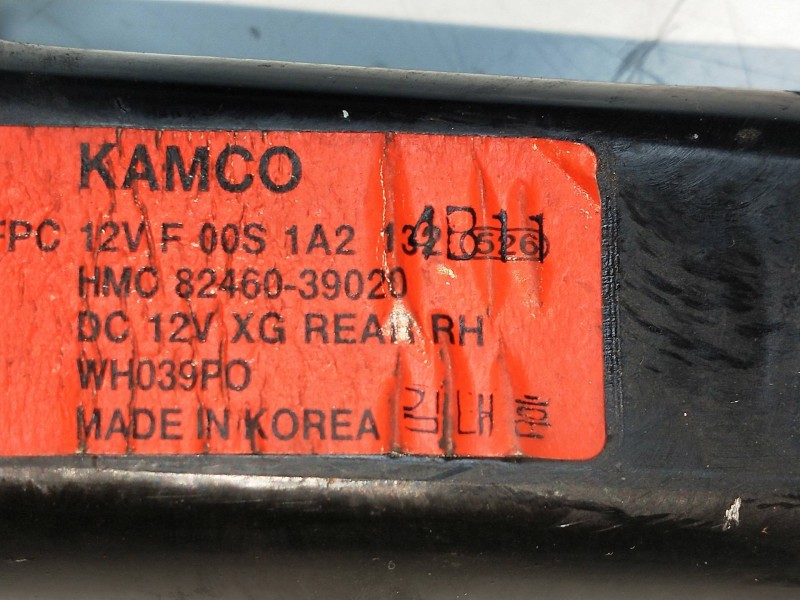 KAMCO
FPC 12V F 00S 1A2 132 526
4B11
HMC 82460-39020
DC 12V XG REAR RH
WH039PO
MADE IN KOREA